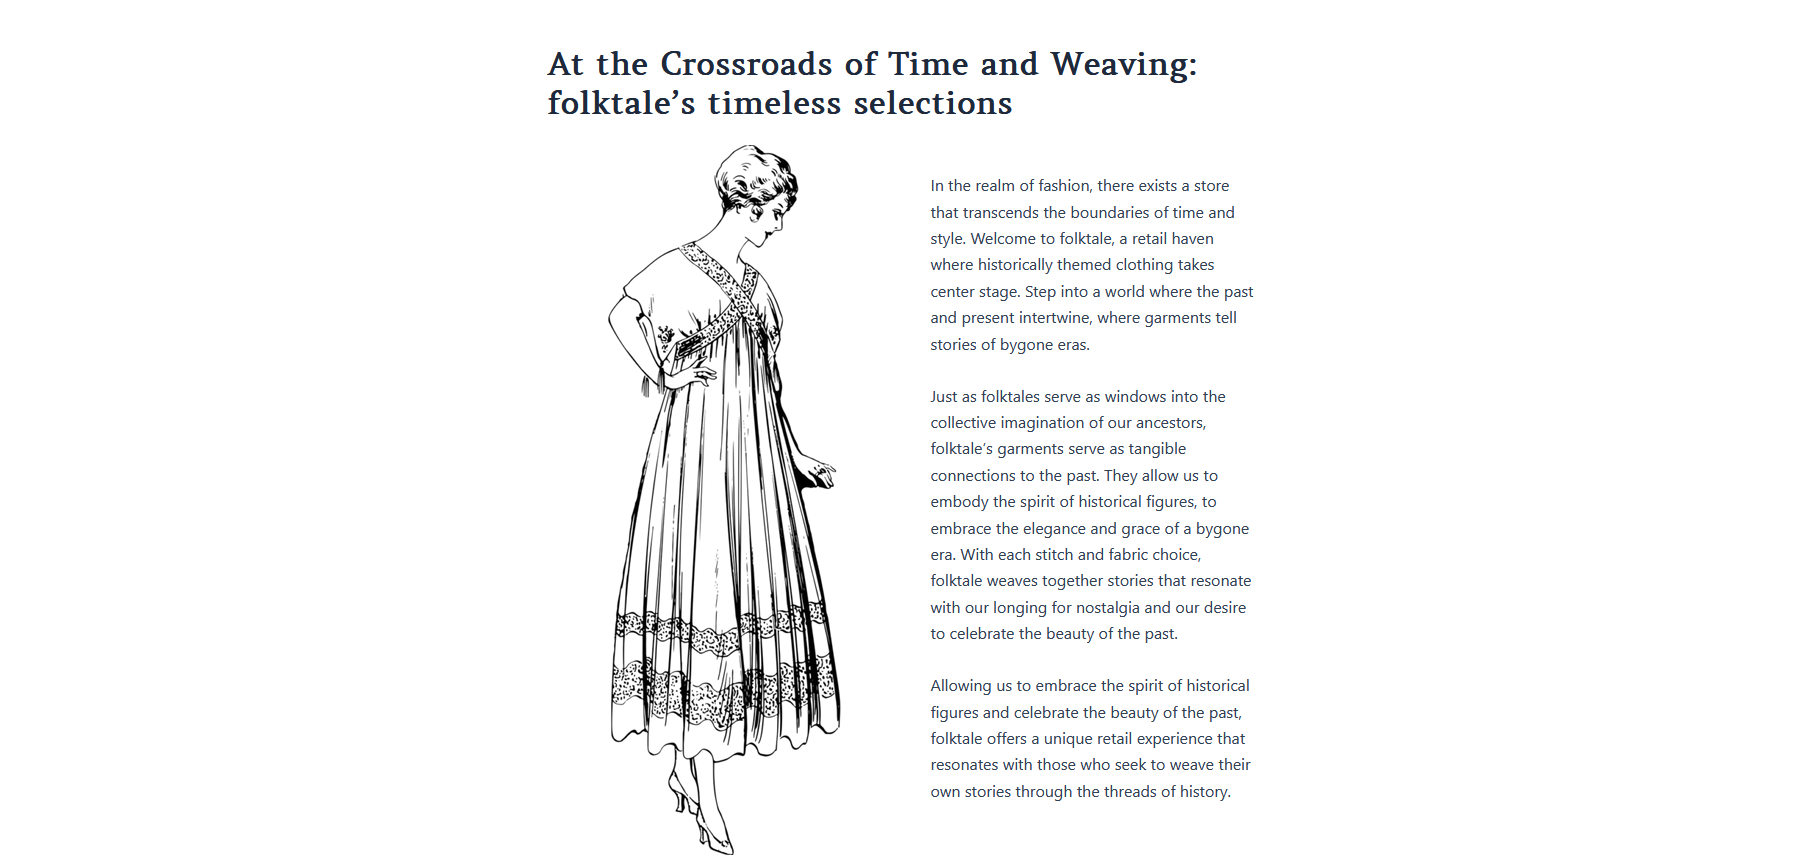 At the Crossroads of Time and Weaving:
folktale’s timeless selections
In the realm of fashion, there exists a store
that transcends the boundaries of time and
style. Welcome to folktale, a retail haven
where historically themed clothing takes
center stage. Step into a world where the past
and present intertwine, where garments tell
stories of bygone eras.
Just as folktales serve as windows into the
collective imagination of our ancestors,
folktale’s garments serve as tangible
connections to the past. They allow us to
embody the spirit of historical figures, to
embrace the elegance and grace of a bygone
era. With each stitch and fabric choice,
folktale weaves together stories that resonate
with our longing for nostalgia and our desire
to celebrate the beauty of the past.
Allowing us to embrace the spirit of historical
figures and celebrate the beauty of the past,
folktale offers a unique retail experience that
resonates with those who seek to weave their
own stories through the threads of history.